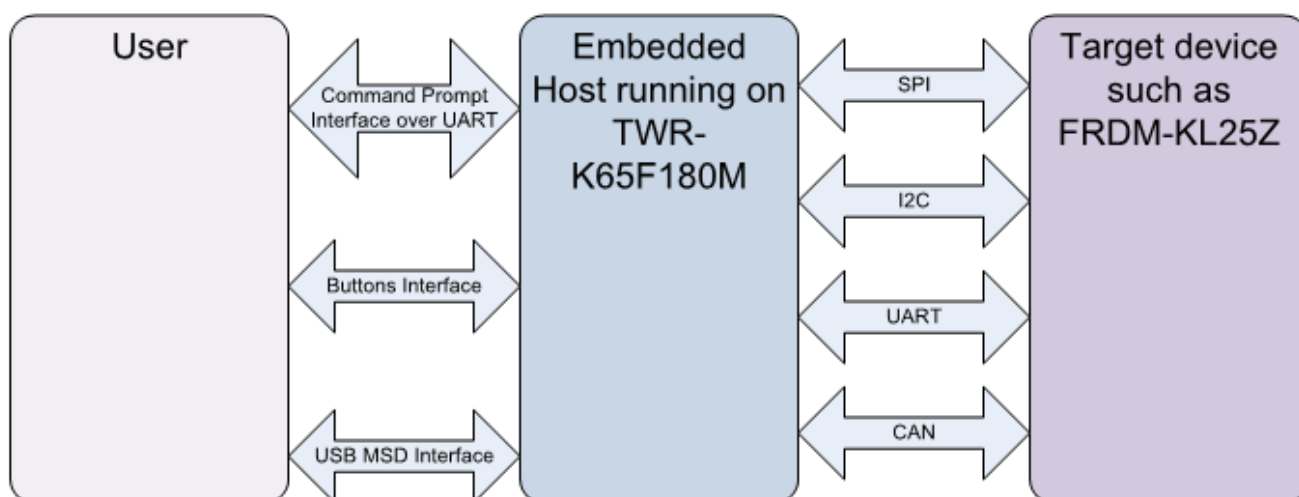 User
Command Prompt
Interface over UART
Buttons Interface
USB MSD Interface
Embedded
Host running on
TWR-
K65F180M
SPI
I2C
UART
CAN
Target device
such as
FRDM-KL25Z